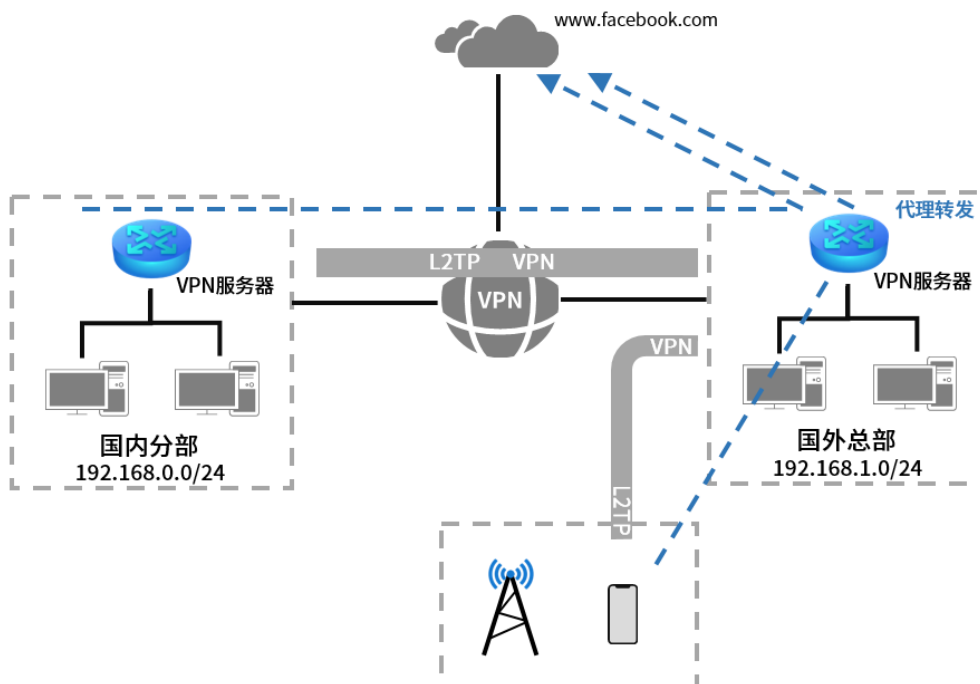 www.facebook.com
代理转发
L2TP VPN
VPN服务器
VPN服务器
VPN
VPN
国内分部
192.168.0.0/24
国外总部
192.168.1.0/24
L2TP